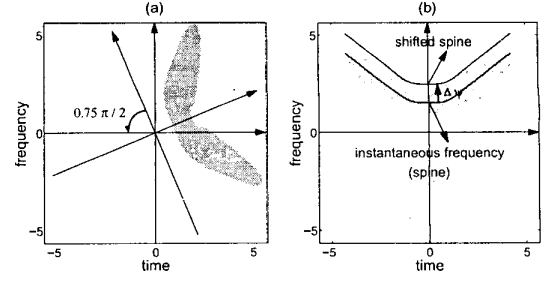 (a)
(b)
5
5
shifted spine
0.75 π / 2
Δψ
frequency
frequency
0
0
instantaneous frequency
(spine)
-5
-5
-5
0
5
-5
0
5
time
time